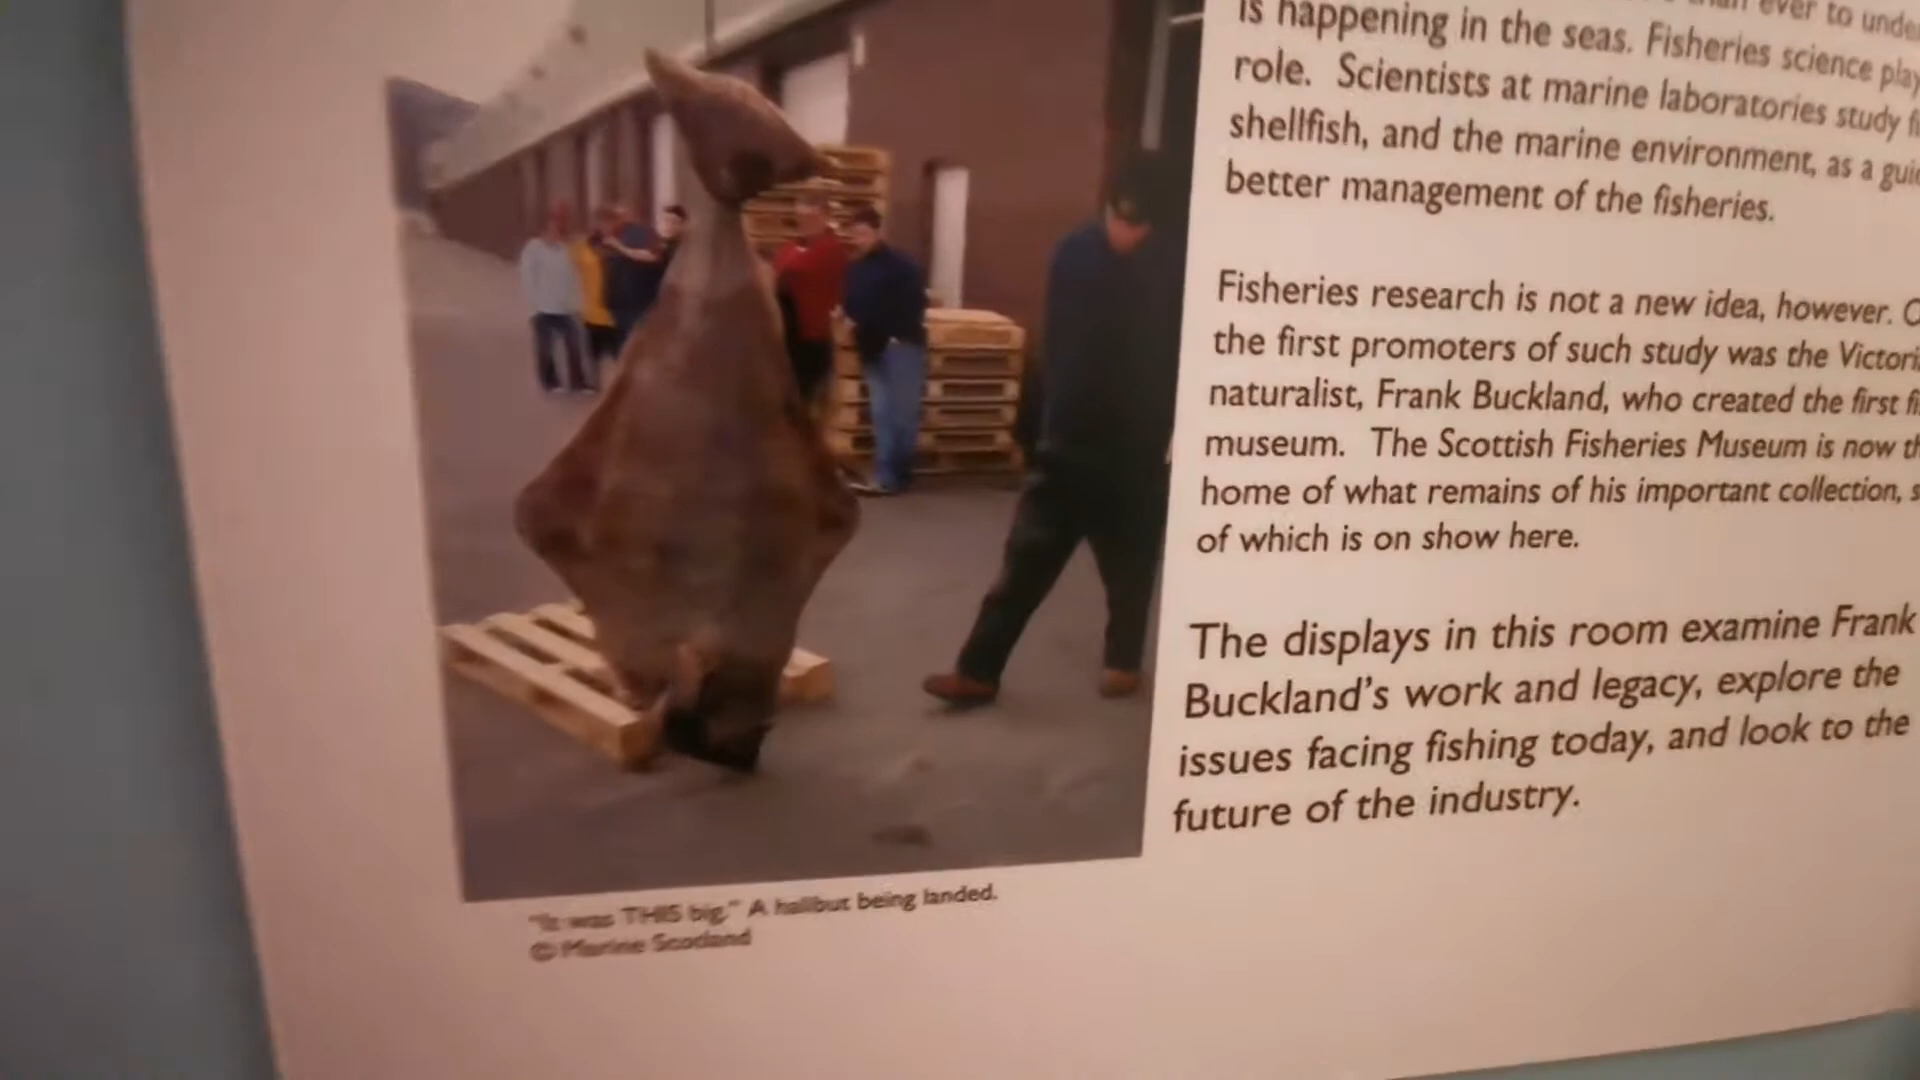 ever to
is happening in the seas. Fisheries science
role. Scientists at marine laboratories study
shellfish, and the marine environment, as a
better management of the fisheries.
Fisheries research is not a new idea, however.
the first promoters of such study was the
naturalist, Frank Buckland, who created the first
museum. The Scottish Fisheries Museum is now
home of what remains of his important collection,
of which is on show here.
The displays in this room examine Frank
Buckland's work and legacy, explore the
issues facing fishing today, and look to the
future of the industry.
"It was THIS big." A halibut being landed.
© Marine Scotland